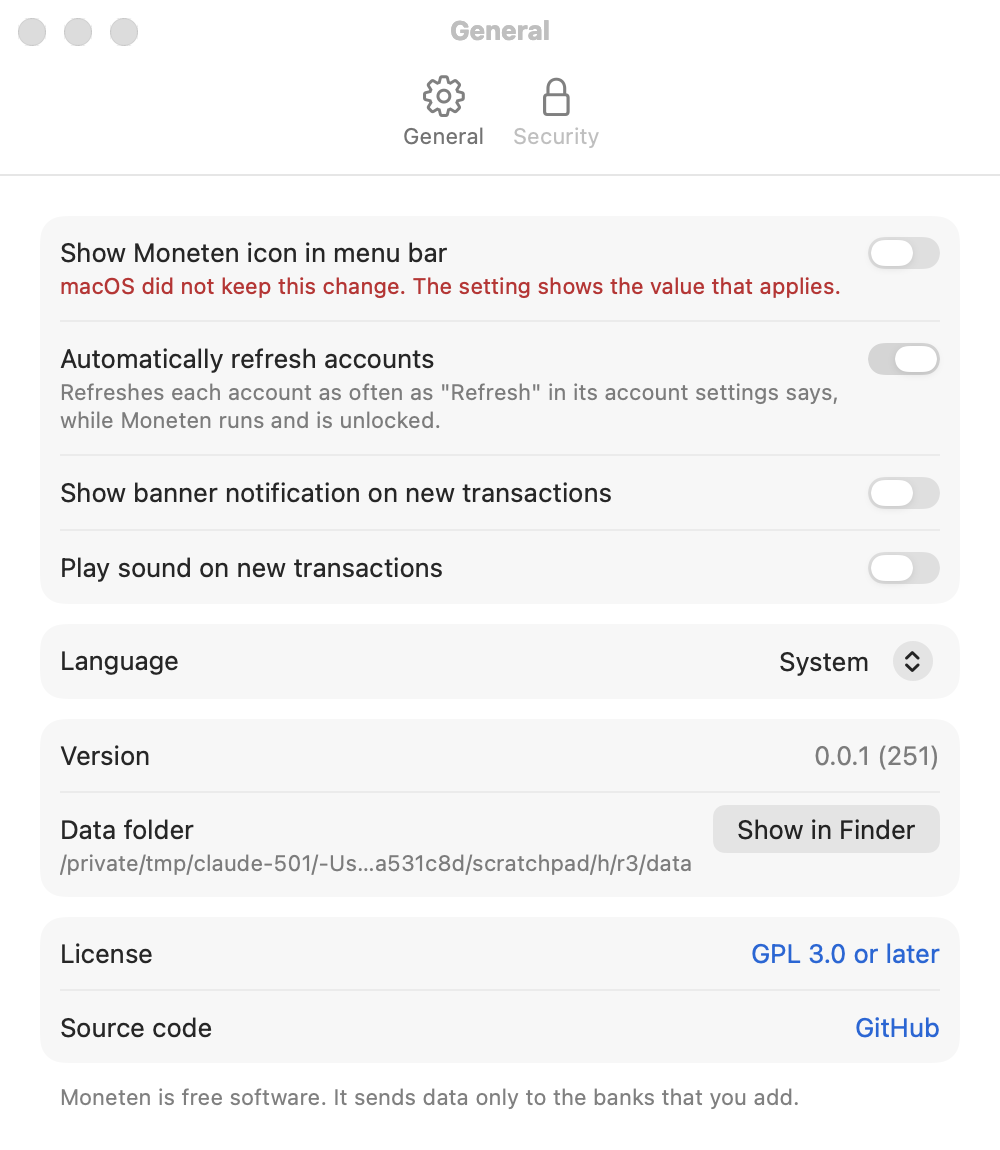 General
General
Security
Show Moneten icon in menu bar
macOS did not keep this change. The setting shows the value that applies.
Automatically refresh accounts
Refreshes each account as often as "Refresh" in its account settings says,
while Moneten runs and is unlocked.
Show banner notification on new transactions
Play sound on new transactions
Language
System
Version
0.0.1 (251)
Data folder
Show in Finder
/private/tmp/claude-501/-Us...a531c8d/scratchpad/h/r3/data
License
GPL 3.0 or later
Source code
GitHub
Moneten is free software. It sends data only to the banks that you add.